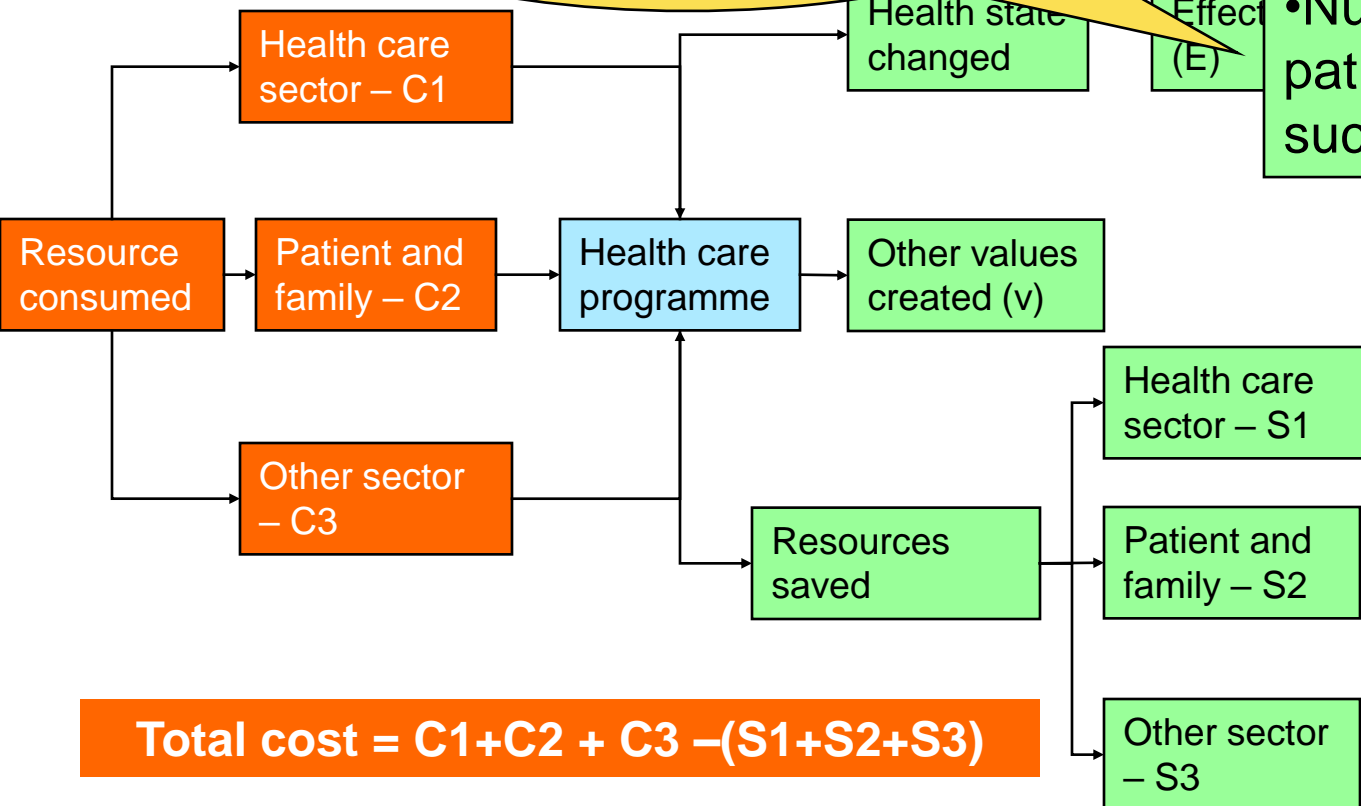 Health care
sector – C1
Health state
changed
Effect
(E)
Resource
consumed
Patient and
family – C2
Health care
programme
Other values
created (v)
Other sector
– C3
Resources
saved
Health care
sector – S1
Patient and
family – S2
Other sector
– S3
Total cost = C1+C2 + C3 –(S1+S2+S3)